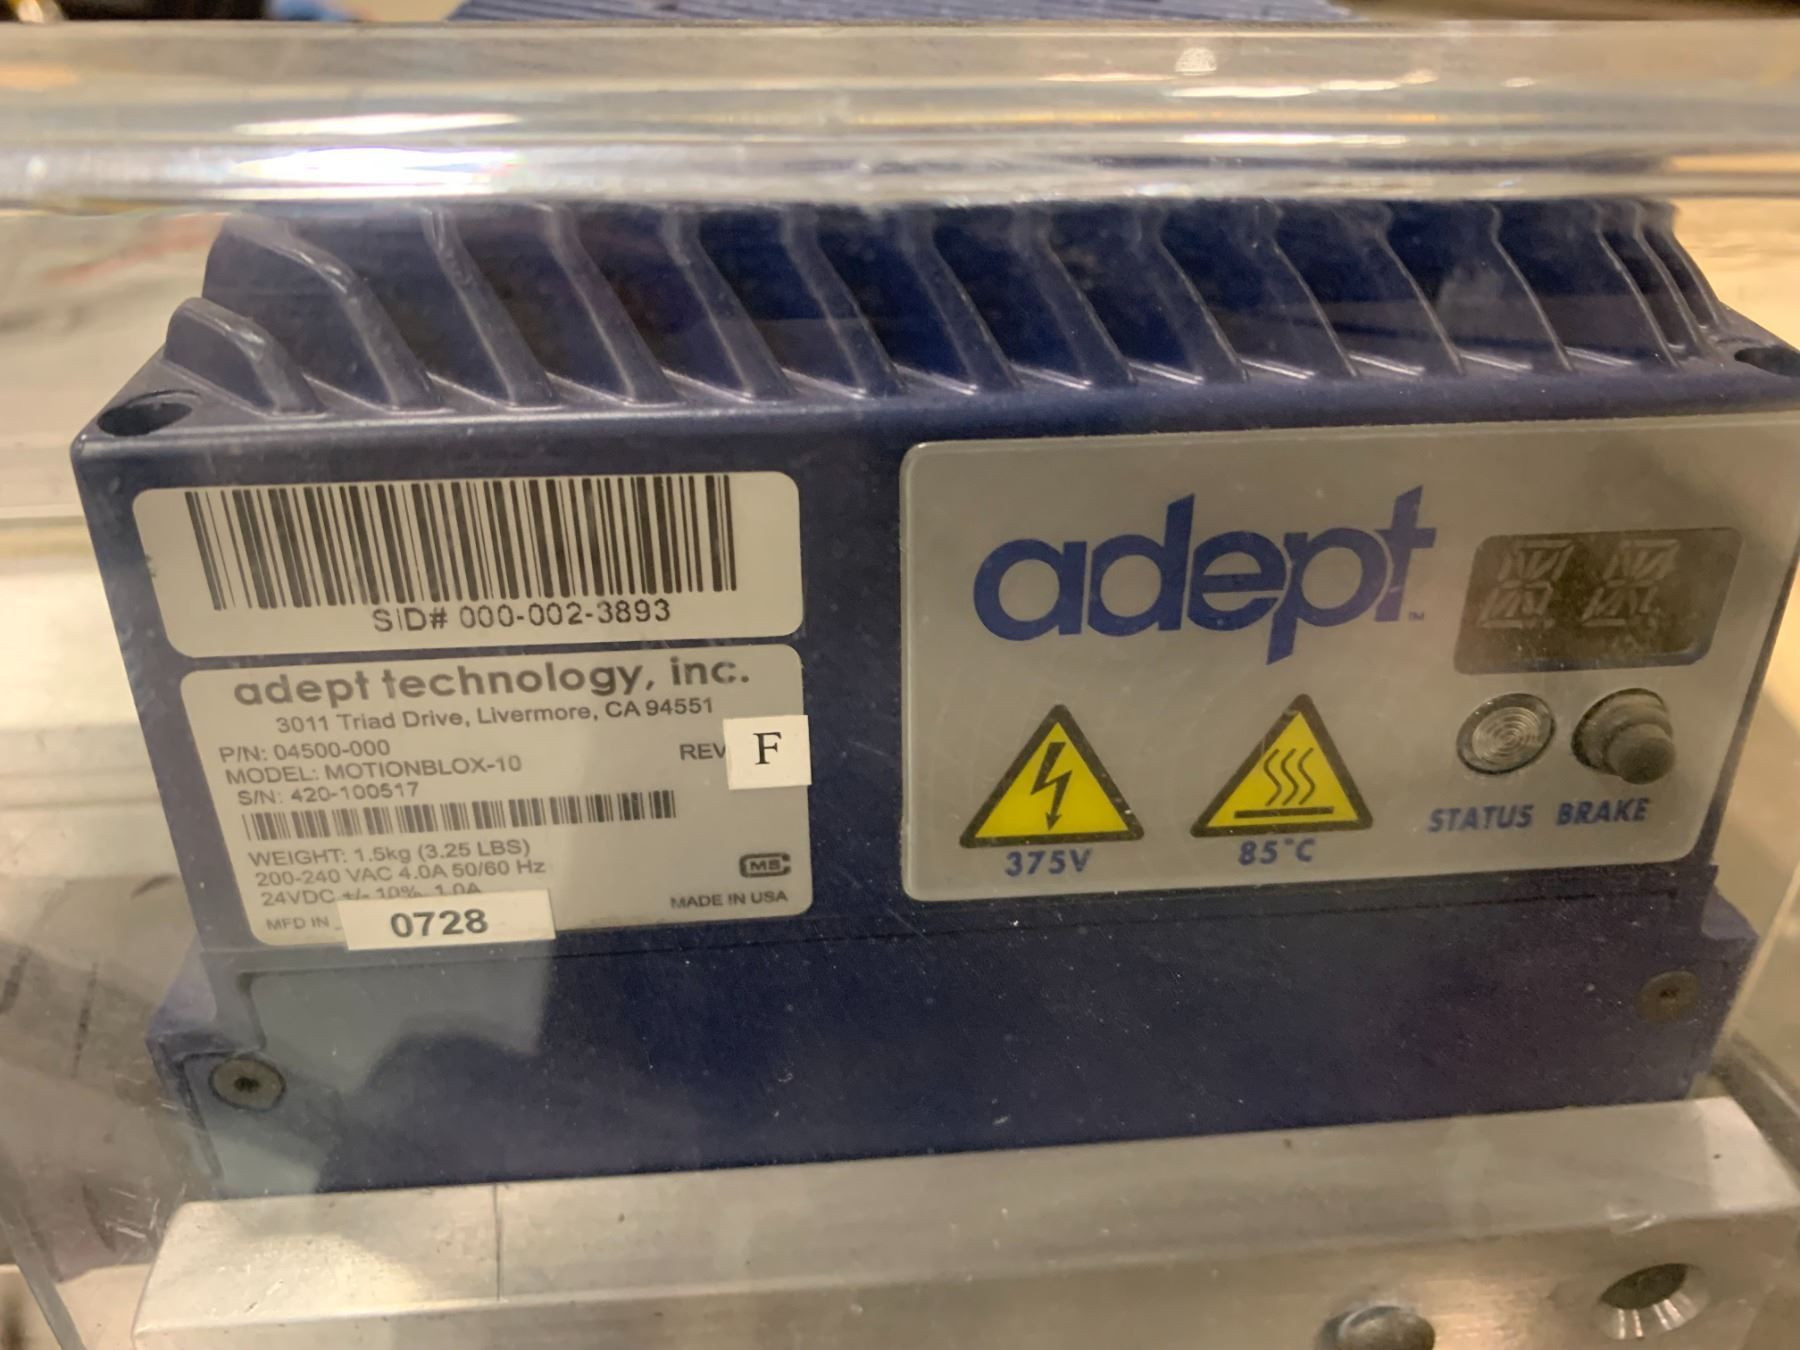 SID# 000-002-3893
adept technology, inc.
3011 Triad Drive, Livermore, CA 94551
P/N: 04500-000 REV F
MODEL: MOTIONBLOX-10
S/N: 420-100517
WEIGHT: 1.5kg (3.25 LBS)
200-240 VAC 4.0A 50/60 Hz
24VDC +/- 10%, 1.0A
MFD IN 0728 MADE IN USA
adept™
375V
85°C
STATUS BRAKE